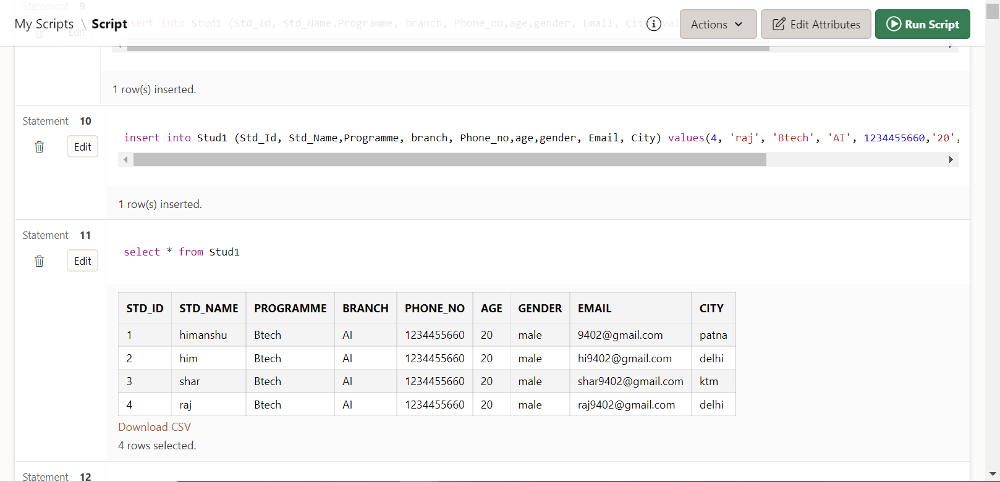 Statement 9
My Scripts \ Script
insert into Stud1 (Std_Id, Std_Name,Programme, branch, Phone_no,age,gender, Email, City)
Actions
Edit Attributes
Run Script
Edit
1 row(s) inserted.
Statement 10
Edit
insert into Stud1 (Std_Id, Std_Name,Programme, branch, Phone_no,age,gender, Email, City) values(4, 'raj', 'Btech', 'AI', 1234455660,'20',
1 row(s) inserted.
Statement 11
Edit
select * from Stud1
STD_ID STD_NAME PROGRAMME BRANCH PHONE_NO AGE GENDER EMAIL CITY
1 himanshu Btech AI 1234455660 20 male 9402@gmail.com patna
2 him Btech AI 1234455660 20 male hi9402@gmail.com delhi
3 shar Btech AI 1234455660 20 male shar9402@gmail.com ktm
4 raj Btech AI 1234455660 20 male raj9402@gmail.com delhi
Download CSV
4 rows selected.
Statement 12